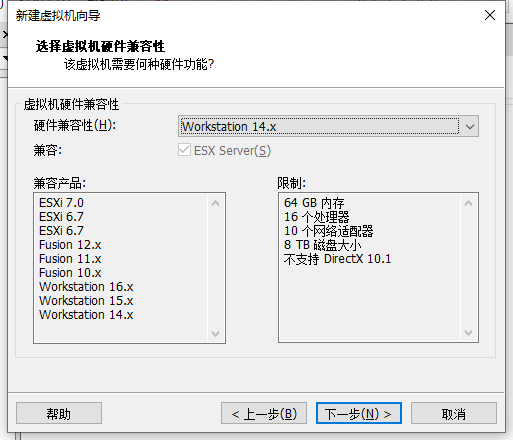 新建虚拟机向导
选择虚拟机硬件兼容性
该虚拟机需要何种硬件功能?
虚拟机硬件兼容性
硬件兼容性(H):
Workstation 14.x
兼容:
ESX Server(S)
兼容产品:
ESXi 7.0
ESXi 6.7
ESXi 6.7
Fusion 12.x
Fusion 11.x
Fusion 10.x
Workstation 16.x
Workstation 15.x
Workstation 14.x
限制:
64 GB 内存
16 个处理器
10 个网络适配器
8 TB 磁盘大小
不支持 DirectX 10.1
帮助
< 上一步(B)
下一步(N) >
取消